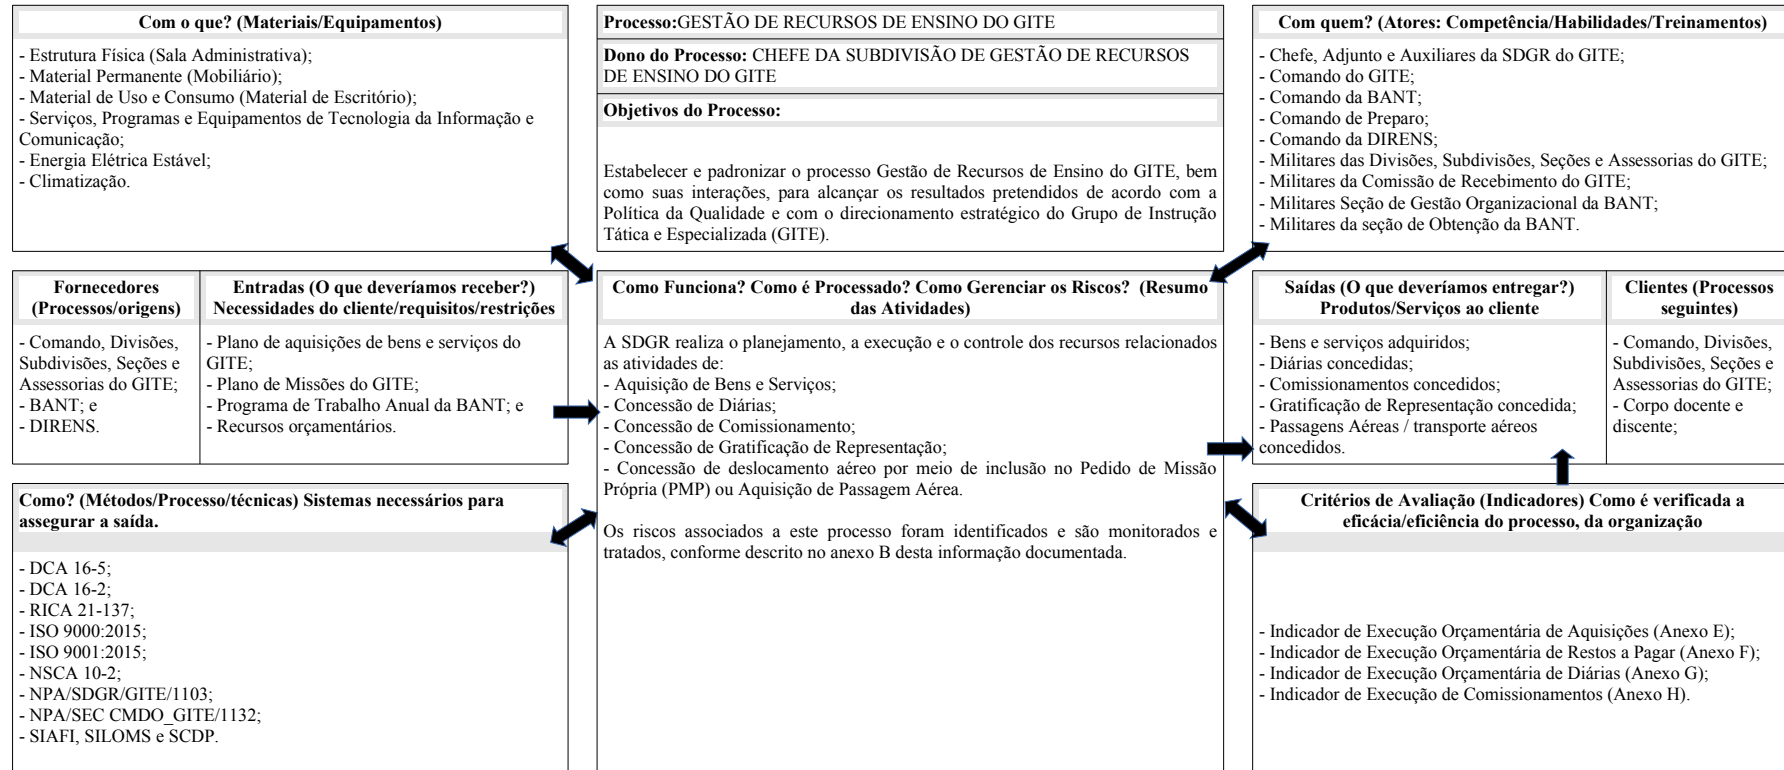 Com o que? (Materiais/Equipamentos)
- Estrutura Física (Sala Administrativa);
- Material Permanente (Mobiliário);
- Material de Uso e Consumo (Material de Escritório);
- Serviços, Programas e Equipamentos de Tecnologia da Informação e
Comunicação;
- Energia Elétrica Estável;
- Climatização.
Processo:GESTÃO DE RECURSOS DE ENSINO DO GITE
Dono do Processo: CHEFE DA SUBDIVISÃO DE GESTÃO DE RECURSOS
DE ENSINO DO GITE
Objetivos do Processo:
Estabelecer e padronizar o processo Gestão de Recursos de Ensino do GITE, bem
como suas interações, para alcançar os resultados pretendidos de acordo com a
Política da Qualidade e com o direcionamento estratégico do Grupo de Instrução
Tática e Especializada (GITE).
Com quem? (Atores: Competência/Habilidades/Treinamentos)
- Chefe, Adjunto e Auxiliares da SDGR do GITE;
- Comando do GITE;
- Comando da BANT;
- Comando de Preparo;
- Comando da DIRENS;
- Militares das Divisões, Subdivisões, Seções e Assessorias do GITE;
- Militares da Comissão de Recebimento do GITE;
- Militares Seção de Gestão Organizacional da BANT;
- Militares da seção de Obtenção da BANT.
Fornecedores
(Processos/origens)
- Comando, Divisões,
Subdivisões, Seções e
Assessorias do GITE;
- BANT; e
- DIRENS.
Entradas (O que deveríamos receber?)
Necessidades do cliente/requisitos/restrições
- Plano de aquisições de bens e serviços do
GITE;
- Plano de Missões do GITE;
- Programa de Trabalho Anual da BANT; e
- Recursos orçamentários.
Como Funciona? Como é Processado? Como Gerenciar os Riscos? (Resumo
das Atividades)
A SDGR realiza o planejamento, a execução e o controle dos recursos relacionados
as atividades de:
- Aquisição de Bens e Serviços;
- Concessão de Diárias;
- Concessão de Comissionamento;
- Concessão de Gratificação de Representação;
- Concessão de deslocamento aéreo por meio de inclusão no Pedido de Missão
Própria (PMP) ou Aquisição de Passagem Aérea.
Os riscos associados a este processo foram identificados e são monitorados e
tratados, conforme descrito no anexo B desta informação documentada.
Saídas (O que deveríamos entregar?)
Produtos/Serviços ao cliente
- Bens e serviços adquiridos;
- Diárias concedidas;
- Comissionamentos concedidos;
- Gratificação de Representação concedida;
- Passagens Aéreas / transporte aéreos
concedidos.
Clientes (Processos
seguintes)
- Comando, Divisões,
Subdivisões, Seções e
Assessorias do GITE;
- Corpo docente e
discente;
Como? (Métodos/Processo/técnicas) Sistemas necessários para
assegurar a saída.
- DCA 16-5;
- DCA 16-2;
- RICA 21-137;
- ISO 9000:2015;
- ISO 9001:2015;
- NSCA 10-2;
- NPA/SDGR/GITE/1103;
- NPA/SEC CMDO_GITE/1132;
- SIAFI, SILOMS e SCDP.
Critérios de Avaliação (Indicadores) Como é verificada a
eficácia/eficiência do processo, da organização
- Indicador de Execução Orçamentária de Aquisições (Anexo E);
- Indicador de Execução Orçamentária de Restos a Pagar (Anexo F);
- Indicador de Execução Orçamentária de Diárias (Anexo G);
- Indicador de Execução de Comissionamentos (Anexo H).